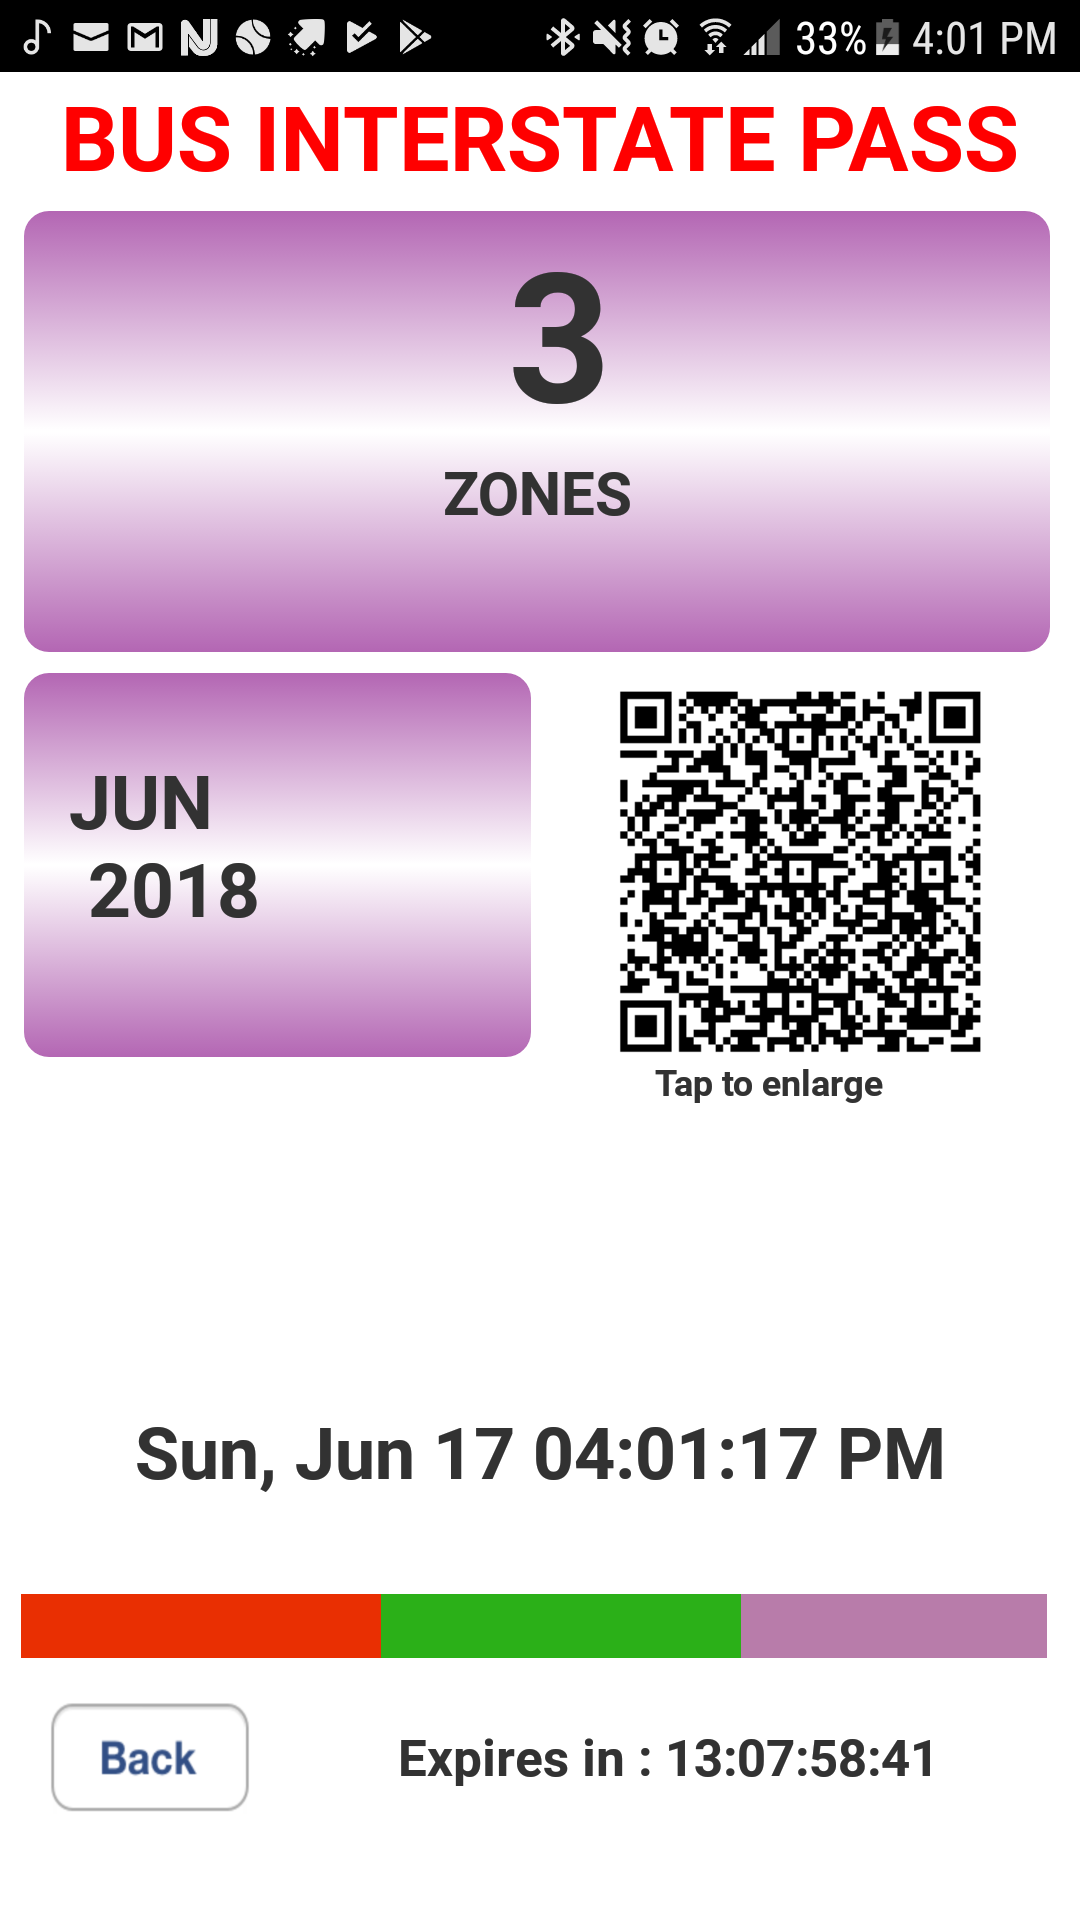 33% 4:01 PM
BUS INTERSTATE PASS
3
ZONES
JUN
2018
Tap to enlarge
Sun, Jun 17 04:01:17 PM
Back
Expires in : 13:07:58:41